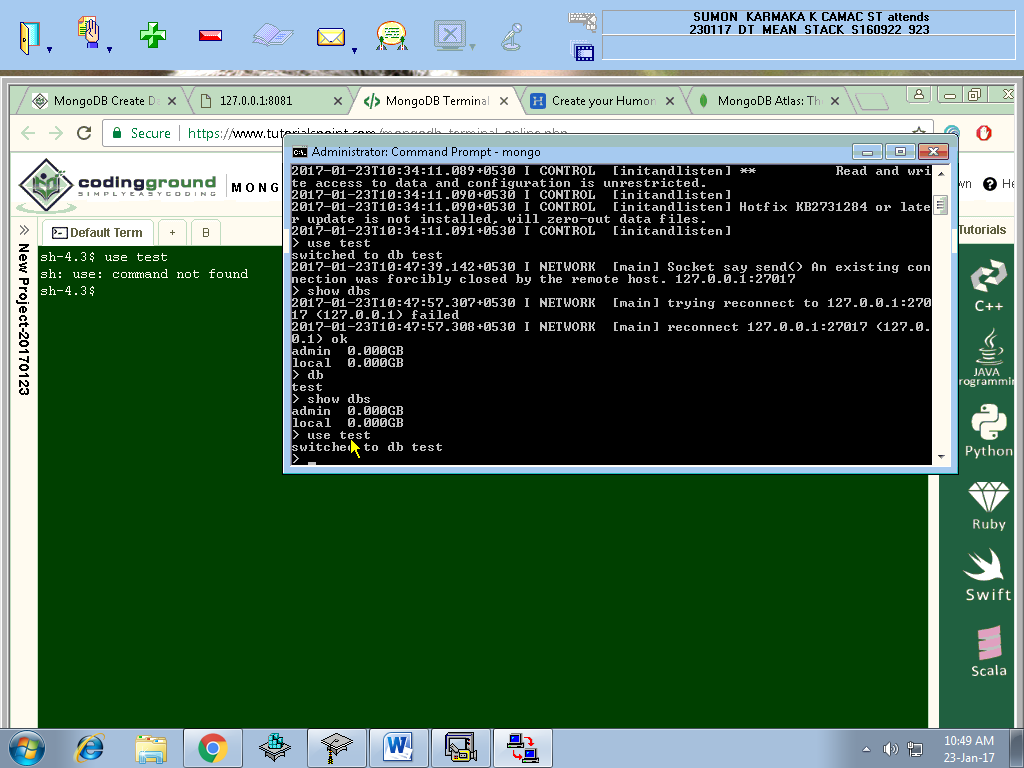 SUMON KARMAKA K CAMAC ST attends
230117 DT MEAN STACK S160922 923
MongoDB Create D
127.0.0.1:8081
MongoDB Terminal
Create your Humon
MongoDB Atlas: Th
Secure
https://www.tutorialspoint.com/mongodb_terminal_online.php
codingground
SIMPLYEASYCODING
MONG
wn
He
Tutorials
Default Term
+
B
New Project-20170123
sh-4.3$ use test
sh: use: command not found
sh-4.3$
Administrator: Command Prompt - mongo
2017-01-23T10:34:11.089+0530 I CONTROL  [initandlisten] **          Read and wri
te access to data and configuration is unrestricted.
2017-01-23T10:34:11.090+0530 I CONTROL  [initandlisten]
2017-01-23T10:34:11.090+0530 I CONTROL  [initandlisten] Hotfix KB2731284 or late
r update is not installed, will zero-out data files.
2017-01-23T10:34:11.091+0530 I CONTROL  [initandlisten]
> use test
switched to db test
2017-01-23T10:47:39.142+0530 I NETWORK  [main] Socket say send() An existing con
nection was forcibly closed by the remote host. 127.0.0.1:27017
> show dbs
2017-01-23T10:47:57.307+0530 I NETWORK  [main] trying reconnect to 127.0.0.1:270
17 (127.0.0.1) failed
2017-01-23T10:47:57.308+0530 I NETWORK  [main] reconnect 127.0.0.1:27017 (127.0.
0.1) ok
admin  0.000GB
local  0.000GB
> db
test
> show dbs
admin  0.000GB
local  0.000GB
> use test
switched to db test
>
C++
JAVA
rogrammin
Python
Ruby
Swift
Scala
10:49 AM
23-Jan-17